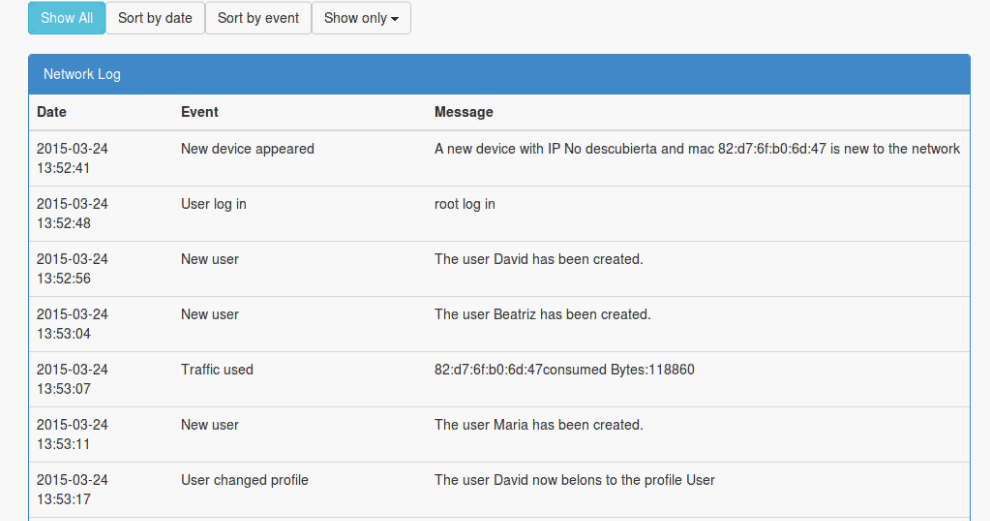 Show All Sort by date Sort by event Show only
Network Log
Date Event Message
2015-03-24 New device appeared A new device with IP No descubierta and mac 82:d7:6f:b0:6d:47 is new to the network
13:52:41
2015-03-24 User log in root log in
13:52:48
2015-03-24 New user The user David has been created.
13:52:56
2015-03-24 New user The user Beatriz has been created.
13:53:04
2015-03-24 Traffic used 82:d7:6f:b0:6d:47consumed Bytes:118860
13:53:07
2015-03-24 New user The user Maria has been created.
13:53:11
2015-03-24 User changed profile The user David now belons to the profile User
13:53:17